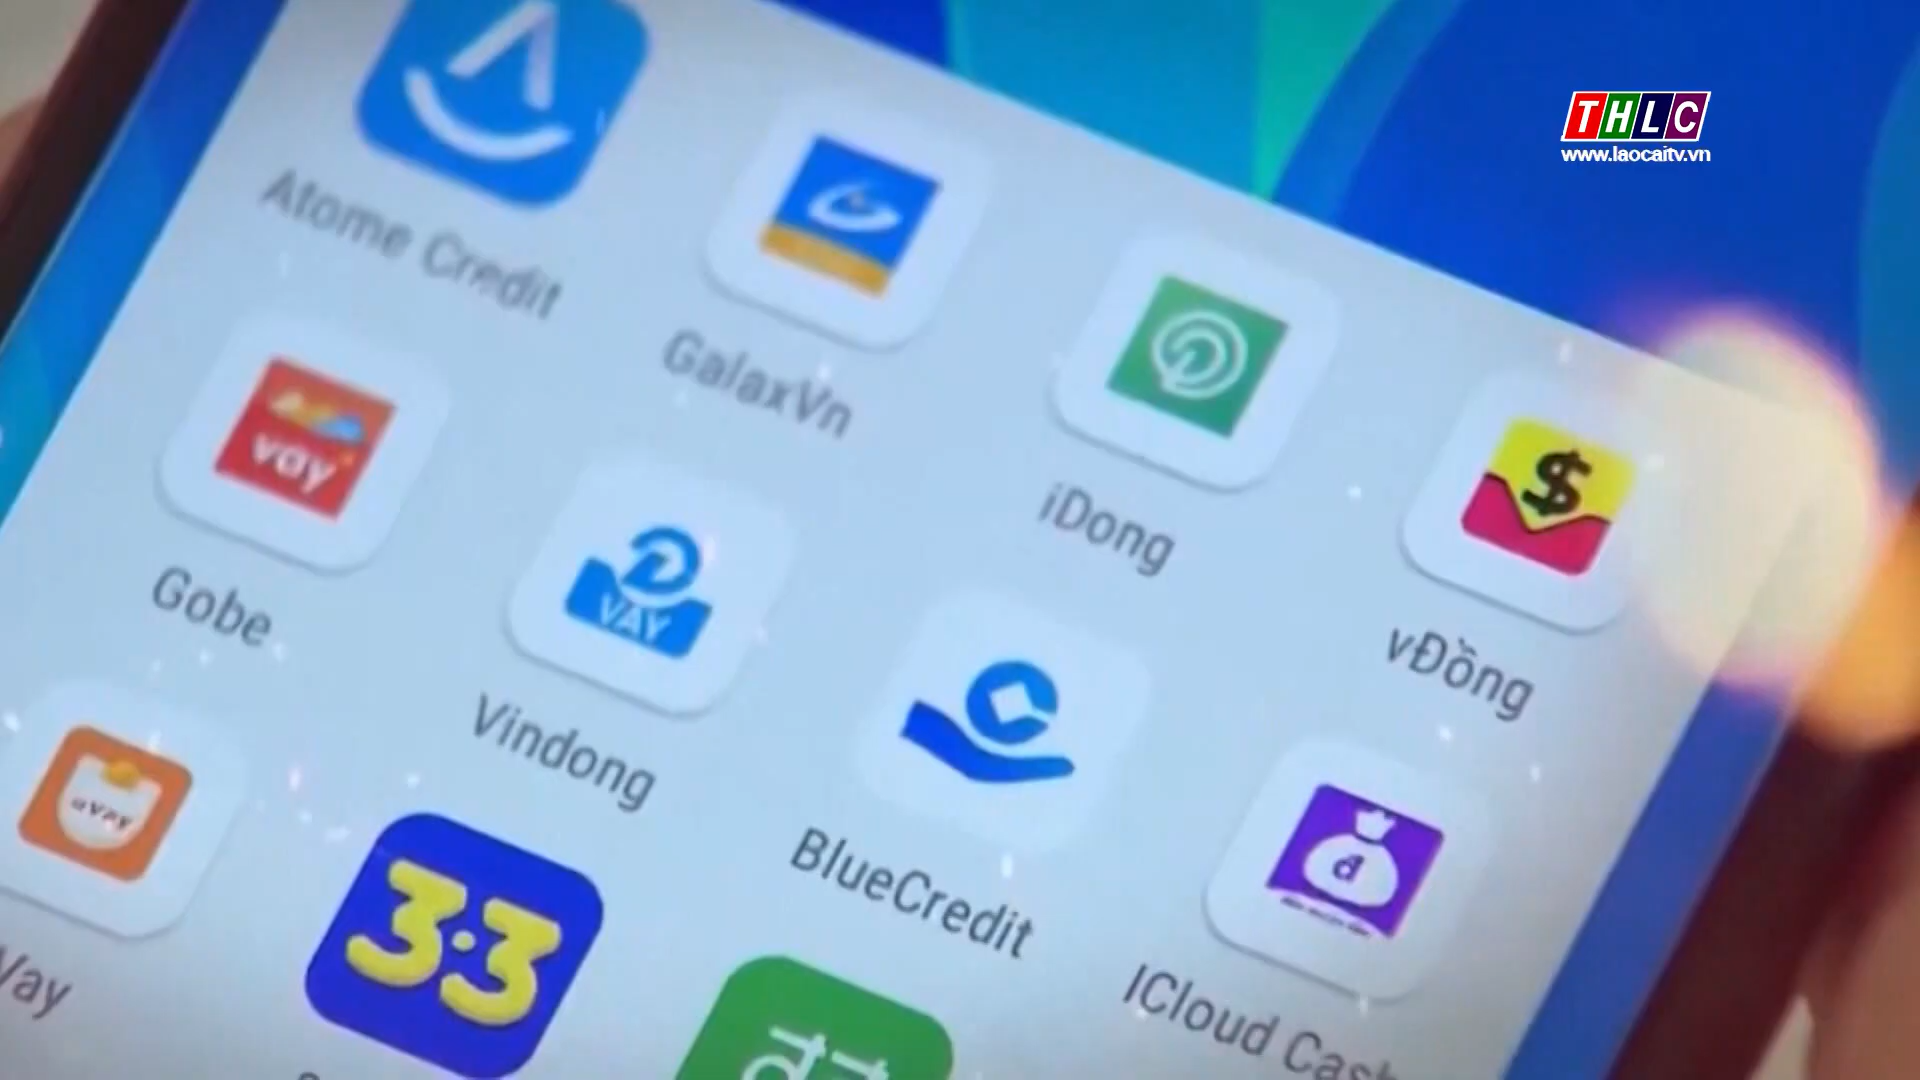 THLC
www.laocaitv.vn
Atome Credit
GalaxVn
iDong
$
vĐồng
vay
Gobe
VAY
Vindong
BlueCredit
đ
ICloud Cash
Vay
3.3
đđ